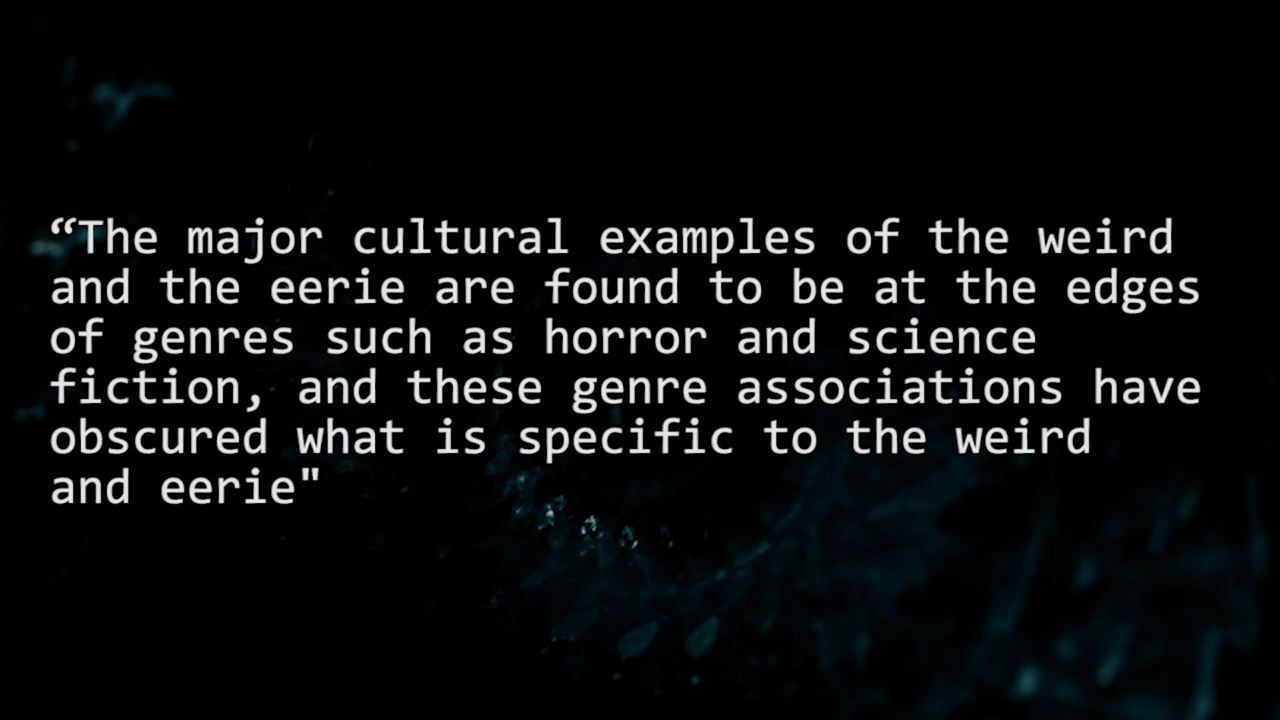 “The major cultural examples of the weird
and the eerie are found to be at the edges
of genres such as horror and science
fiction, and these genre associations have
obscured what is specific to the weird
and eerie"